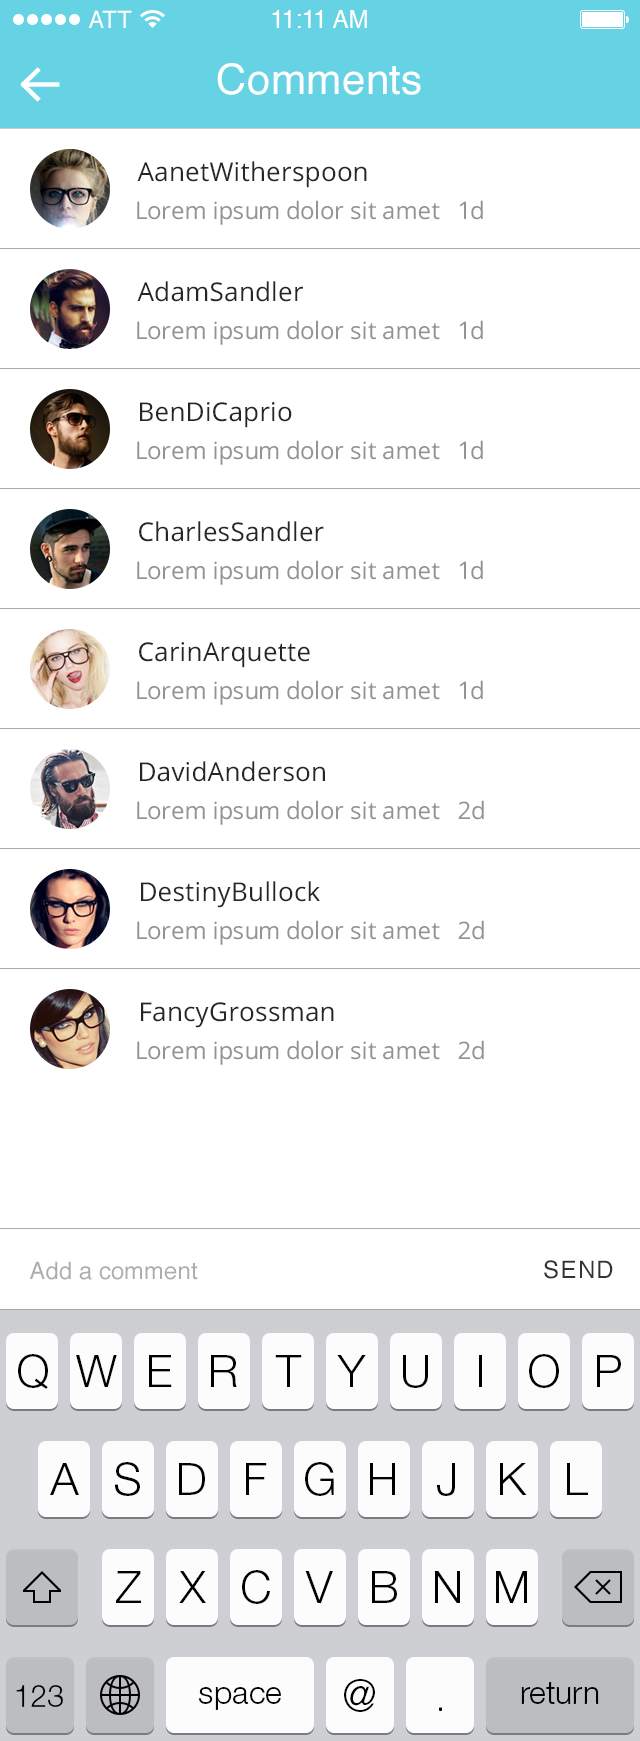 ATT 11:11 AM
Comments
AanetWitherspoon
Lorem ipsum dolor sit amet 1d
AdamSandler
Lorem ipsum dolor sit amet 1d
BenDiCaprio
Lorem ipsum dolor sit amet 1d
CharlesSandler
Lorem ipsum dolor sit amet 1d
CarinArquette
Lorem ipsum dolor sit amet 1d
DavidAnderson
Lorem ipsum dolor sit amet 2d
DestinyBullock
Lorem ipsum dolor sit amet 2d
FancyGrossman
Lorem ipsum dolor sit amet 2d
Add a comment SEND
Q W E R T Y U I O P
A S D F G H J K L
Z X C V B N M
123 space @ . return